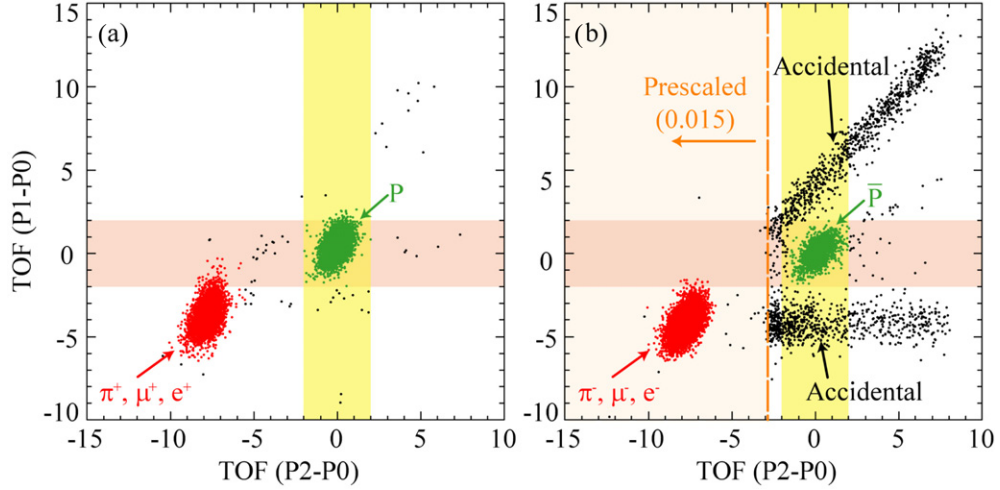 (a)
P
π⁺, μ⁺, e⁺
15
10
5
0
-5
-10
-15
-10
-5
0
5
10
TOF (P1-P0)
TOF (P2-P0)
(b)
Accidental
Prescaled
(0.015)
P̅
π⁻, μ⁻, e⁻
Accidental
15
10
5
0
-5
-10
-15
-10
-5
0
5
10
TOF (P2-P0)